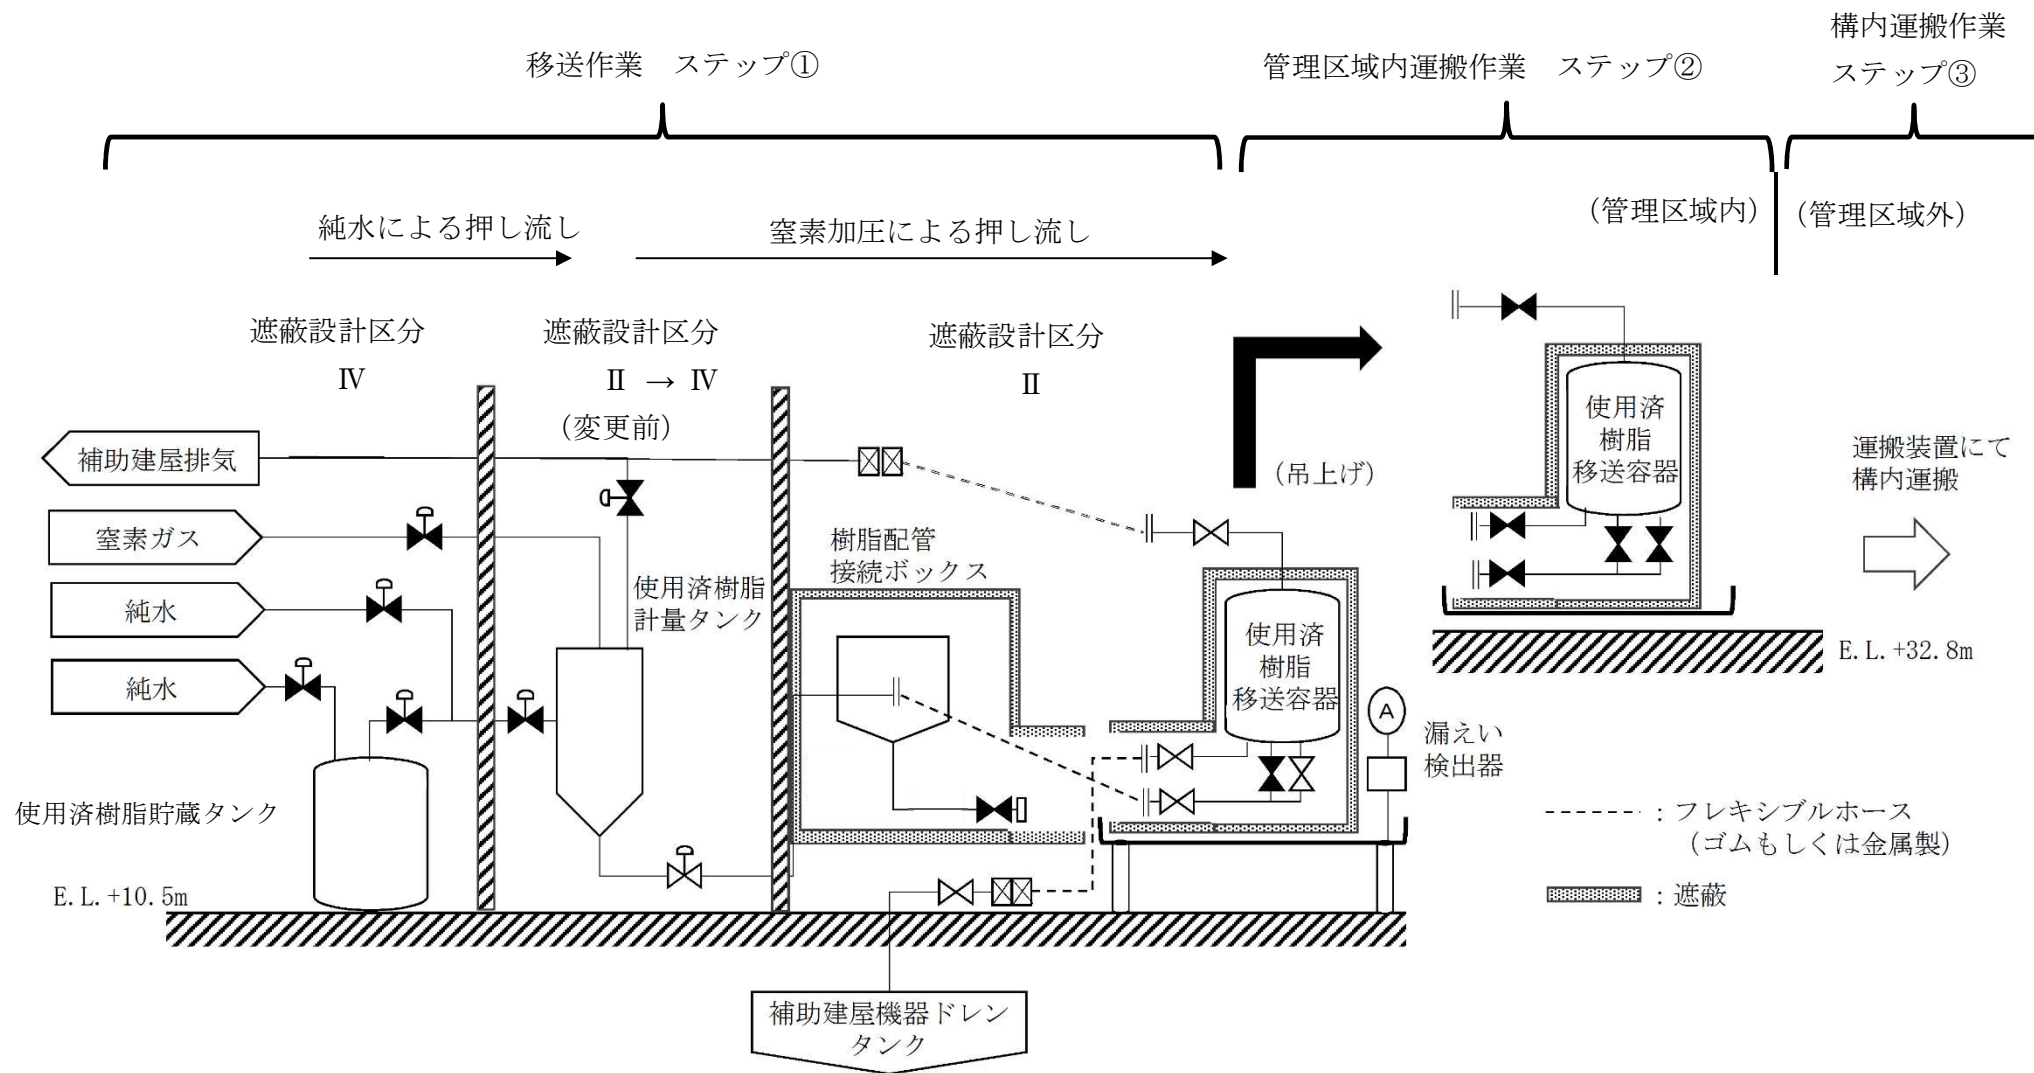 移送作業　ステップ①
管理区域内運搬作業　ステップ②
構内運搬作業
ステップ③
純水による押し流し
窒素加圧による押し流し
（管理区域内）
（管理区域外）
遮蔽設計区分
Ⅳ
遮蔽設計区分
Ⅱ → Ⅳ
（変更前）
遮蔽設計区分
Ⅱ
補助建屋排気
窒素ガス
純水
純水
使用済樹脂貯蔵タンク
E.L.+10.5m
使用済樹脂
計量タンク
樹脂配管
接続ボックス
（吊上げ）
使用済
樹脂
移送容器
A
漏えい
検出器
使用済
樹脂
移送容器
運搬装置にて
構内運搬
E.L.+32.8m
：フレキシブルホース
（ゴムもしくは金属製）
：遮蔽
補助建屋機器ドレン
タンク